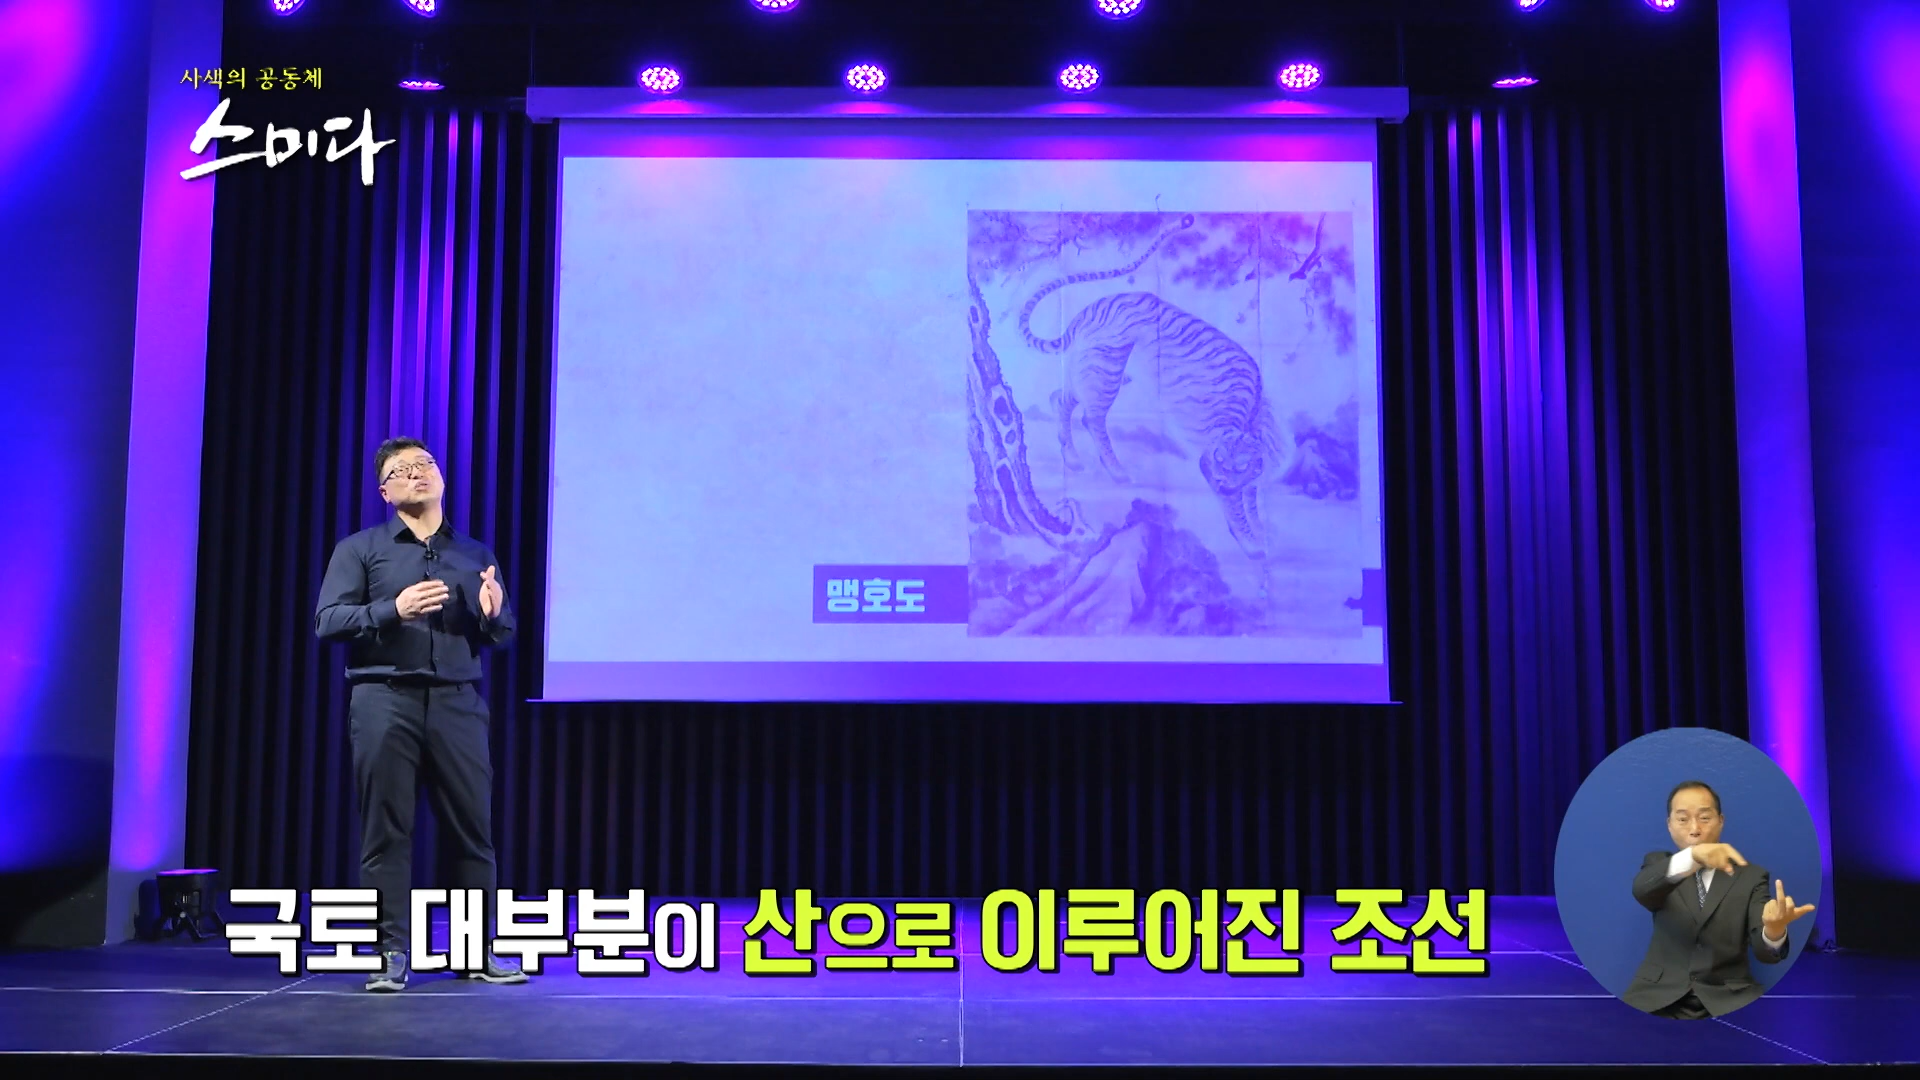 사색의 공동체
스미다
맹호도
국토 대부분이 산으로 이루어진 조선